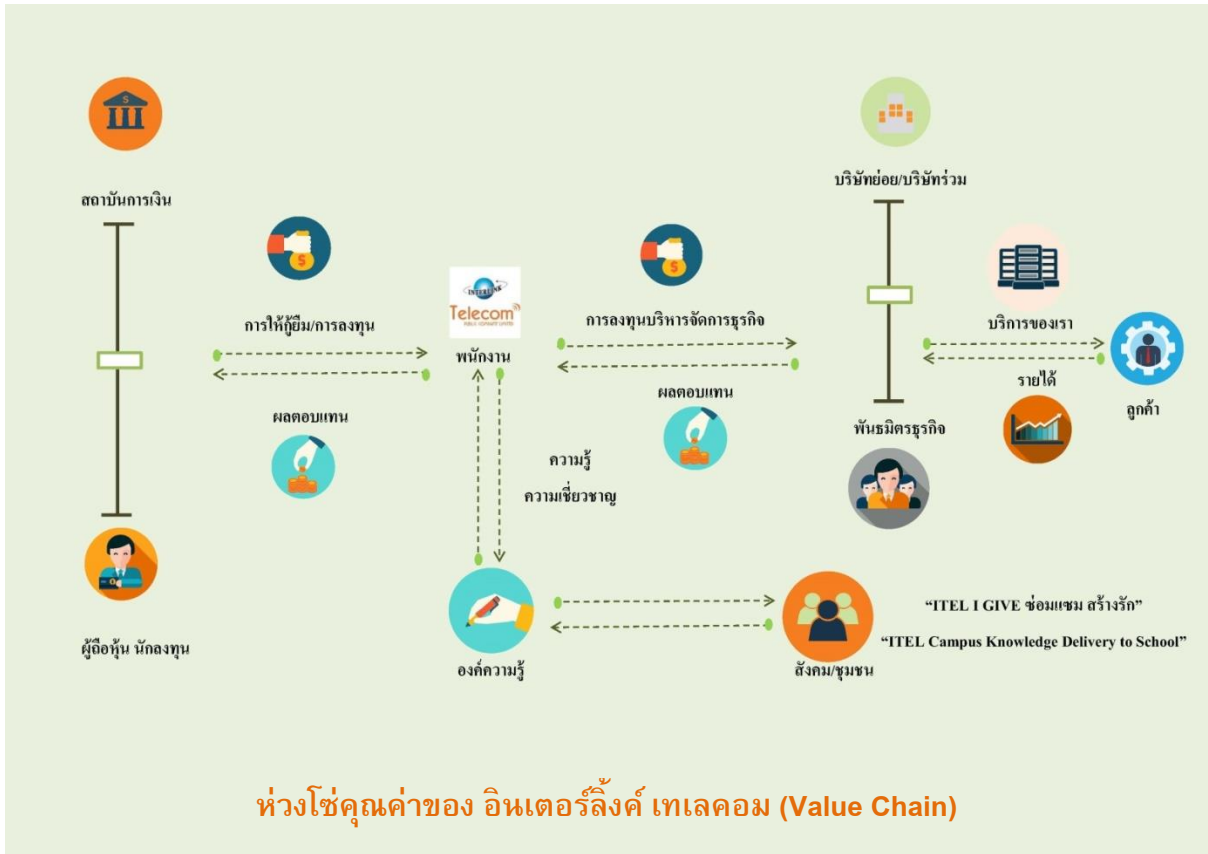 สถาบันการเงิน
บริษัทย่อย/บริษัทร่วม
INTERLINK
Telecom
การให้กู้ยืม/การลงทุน
พนักงาน
การลงทุนบริหารจัดการธุรกิจ
บริการของเรา
ผลตอบแทน
ผลตอบแทน
รายได้
ลูกค้า
พันธมิตรธุรกิจ
ความรู้
ความเชี่ยวชาญ
ผู้ถือหุ้น นักลงทุน
องค์ความรู้
สังคม/ชุมชน
“ITEL I GIVE ซ่อมแซม สร้างรัก”
“ITEL Campus Knowledge Delivery to School”
ห่วงโซ่คุณค่าของ อินเตอร์ลิ้งค์ เทเลคอม (Value Chain)